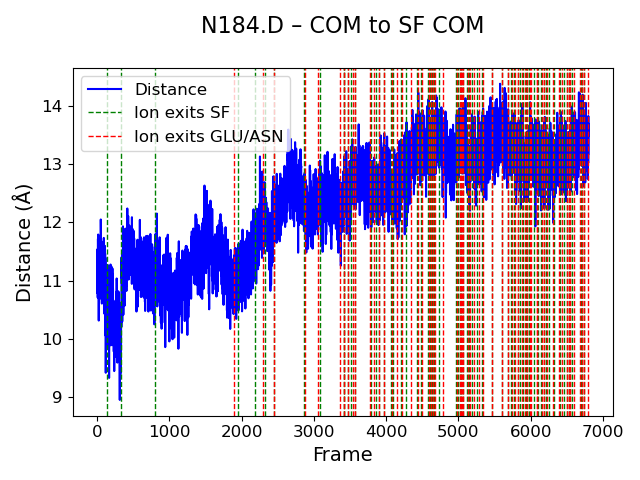 N184.D – COM to SF COM
Distance
Ion exits SF
Ion exits GLU/ASN
Distance (Å)
14
13
12
11
10
9
0 1000 2000 3000 4000 5000 6000 7000
Frame